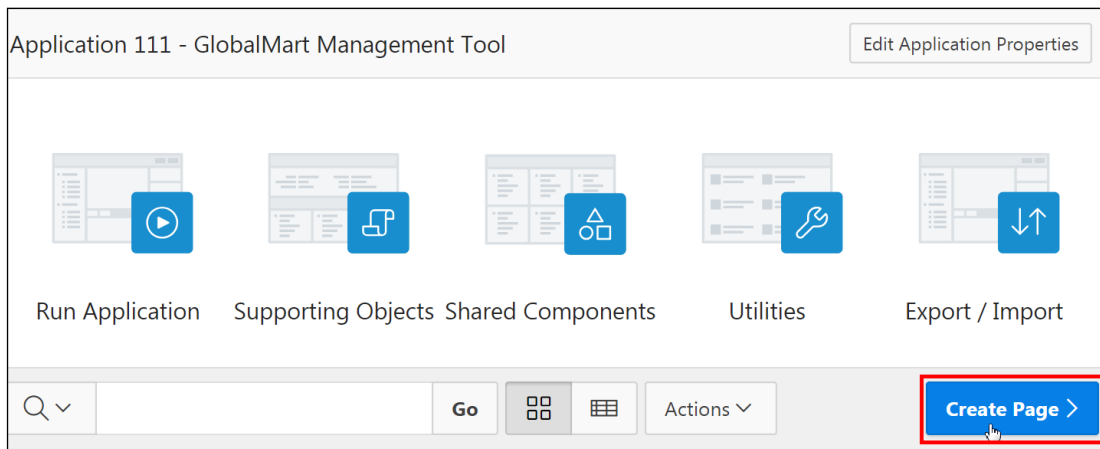 Application 111 - GlobalMart Management Tool
Edit Application Properties
Run Application
Supporting Objects
Shared Components
Utilities
Export / Import
Go
Actions
Create Page